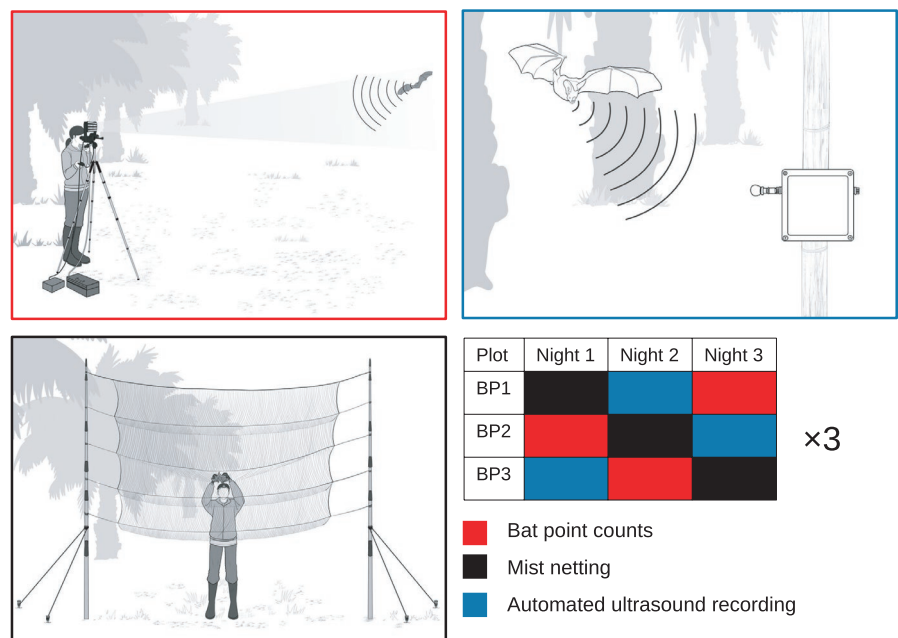 Plot Night 1 Night 2 Night 3
BP1
BP2
BP3
×3
Bat point counts
Mist netting
Automated ultrasound recording